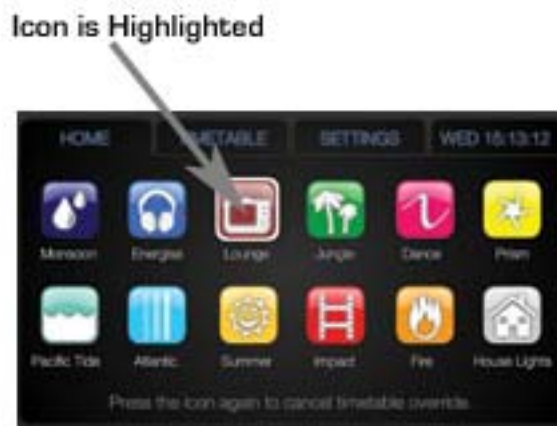 Icon is Highlighted
HOME TIMETABLE SETTINGS WED 15:13:12
Monsoon Energise Lounge Jungle Dance Prism
Pacific Tide Atlantic Summer Impact Fire House Lights
Press the icon again to cancel timetable override.